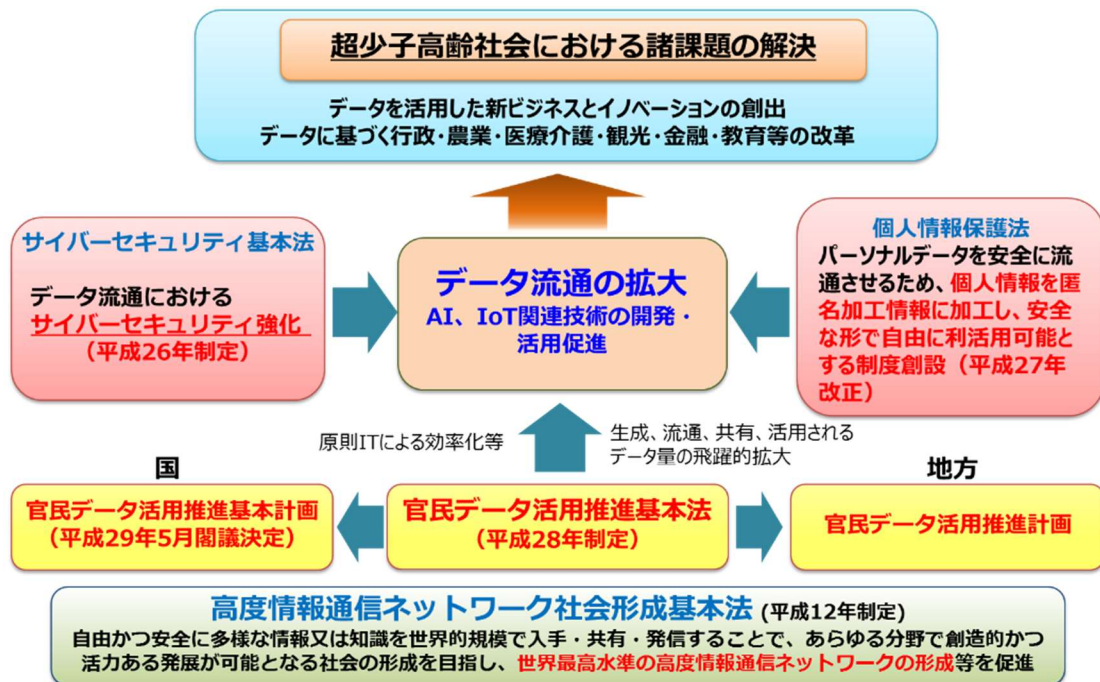 超少子高齢社会における諸課題の解決
データを活用した新ビジネスとイノベーションの創出
データに基づく行政・農業・医療介護・観光・金融・教育等の改革
サイバーセキュリティ基本法
データ流通における
サイバーセキュリティ強化
(平成26年制定)
データ流通の拡大
AI、IoT関連技術の開発・
活用促進
個人情報保護法
パーソナルデータを安全に流
通させるため、個人情報を匿
名加工情報に加工し、安全
な形で自由に利活用可能と
する制度創設（平成27年
改正）
原則ITによる効率化等
生成、流通、共有、活用される
データ量の飛躍的拡大
国
地方
官民データ活用推進基本計画
(平成29年5月閣議決定)
官民データ活用推進基本法
(平成28年制定)
官民データ活用推進計画
高度情報通信ネットワーク社会形成基本法 (平成12年制定)
自由かつ安全に多様な情報又は知識を世界的規模で入手・共有・発信することで、あらゆる分野で創造的かつ
活力ある発展が可能となる社会の形成を目指し、世界最高水準の高度情報通信ネットワークの形成等を促進